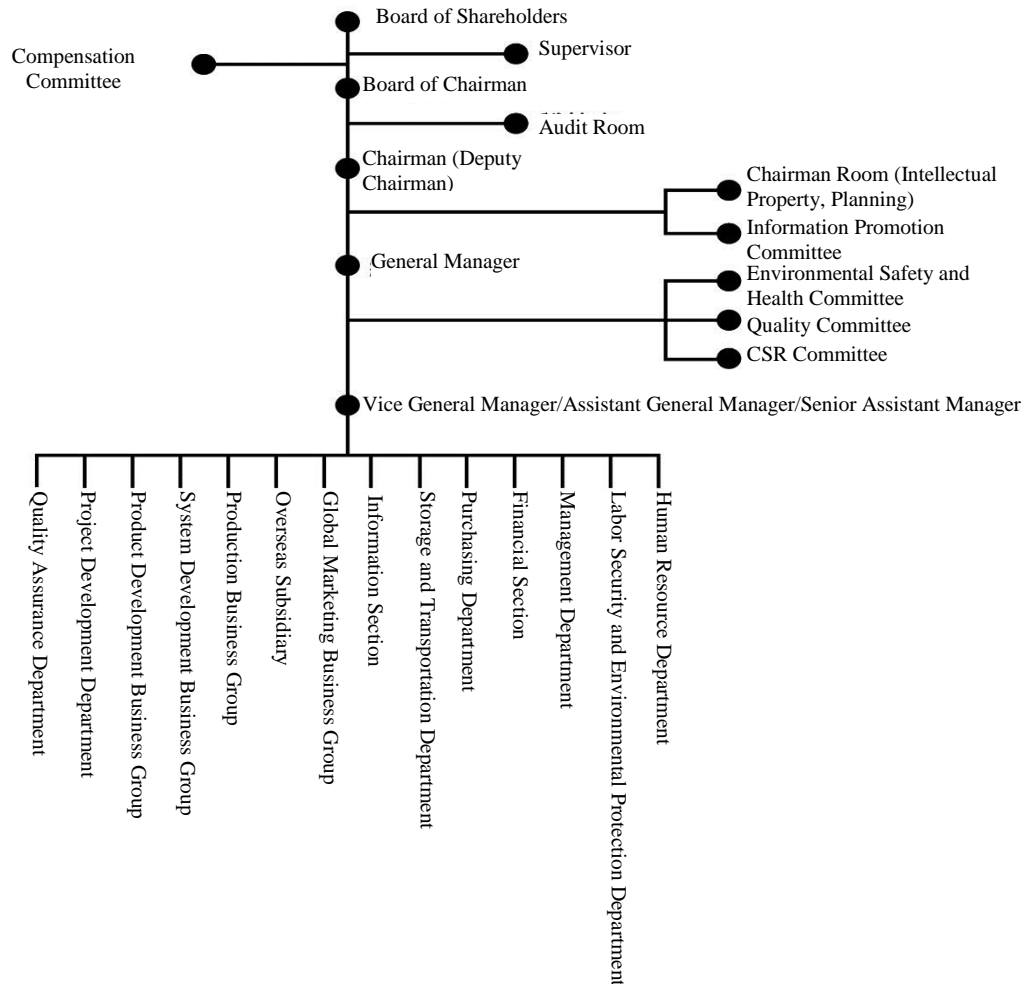 Board of Shareholders
Supervisor
Compensation
Committee
Board of Chairman
Audit Room
Chairman (Deputy
Chairman)
Chairman Room (Intellectual
Property, Planning)
Information Promotion
Committee
General Manager
Environmental Safety and
Health Committee
Quality Committee
CSR Committee
Vice General Manager/Assistant General Manager/Senior Assistant Manager
Quality Assurance Department
Project Development Department
Product Development Business Group
System Development Business Group
Production Business Group
Overseas Subsidiary
Global Marketing Business Group
Information Section
Storage and Transportation Department
Purchasing Department
Financial Section
Management Department
Labor Security and Environmental Protection Department
Human Resource Department